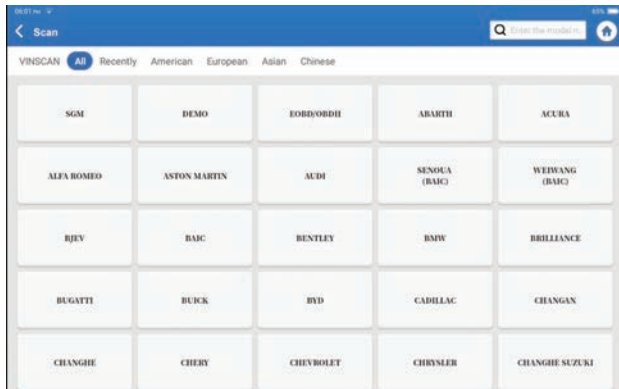 Scan
VINSCAN All Recently American European Asian Chinese
SGM DEMO EOBD/OBDII ABARTH ACURA
ALFA ROMEO ASTON MARTIN AUDI SENOUA WEIWANG
(BAIC) (BAIC)
BJEV BAIC BENTLEY BMW BRILLIANCE
BUGATTI BUICK BYD CADILLAC CHANGAN
CHANGHE CHERY CHEVROLET CHRYSLER CHANGHE SUZUKI